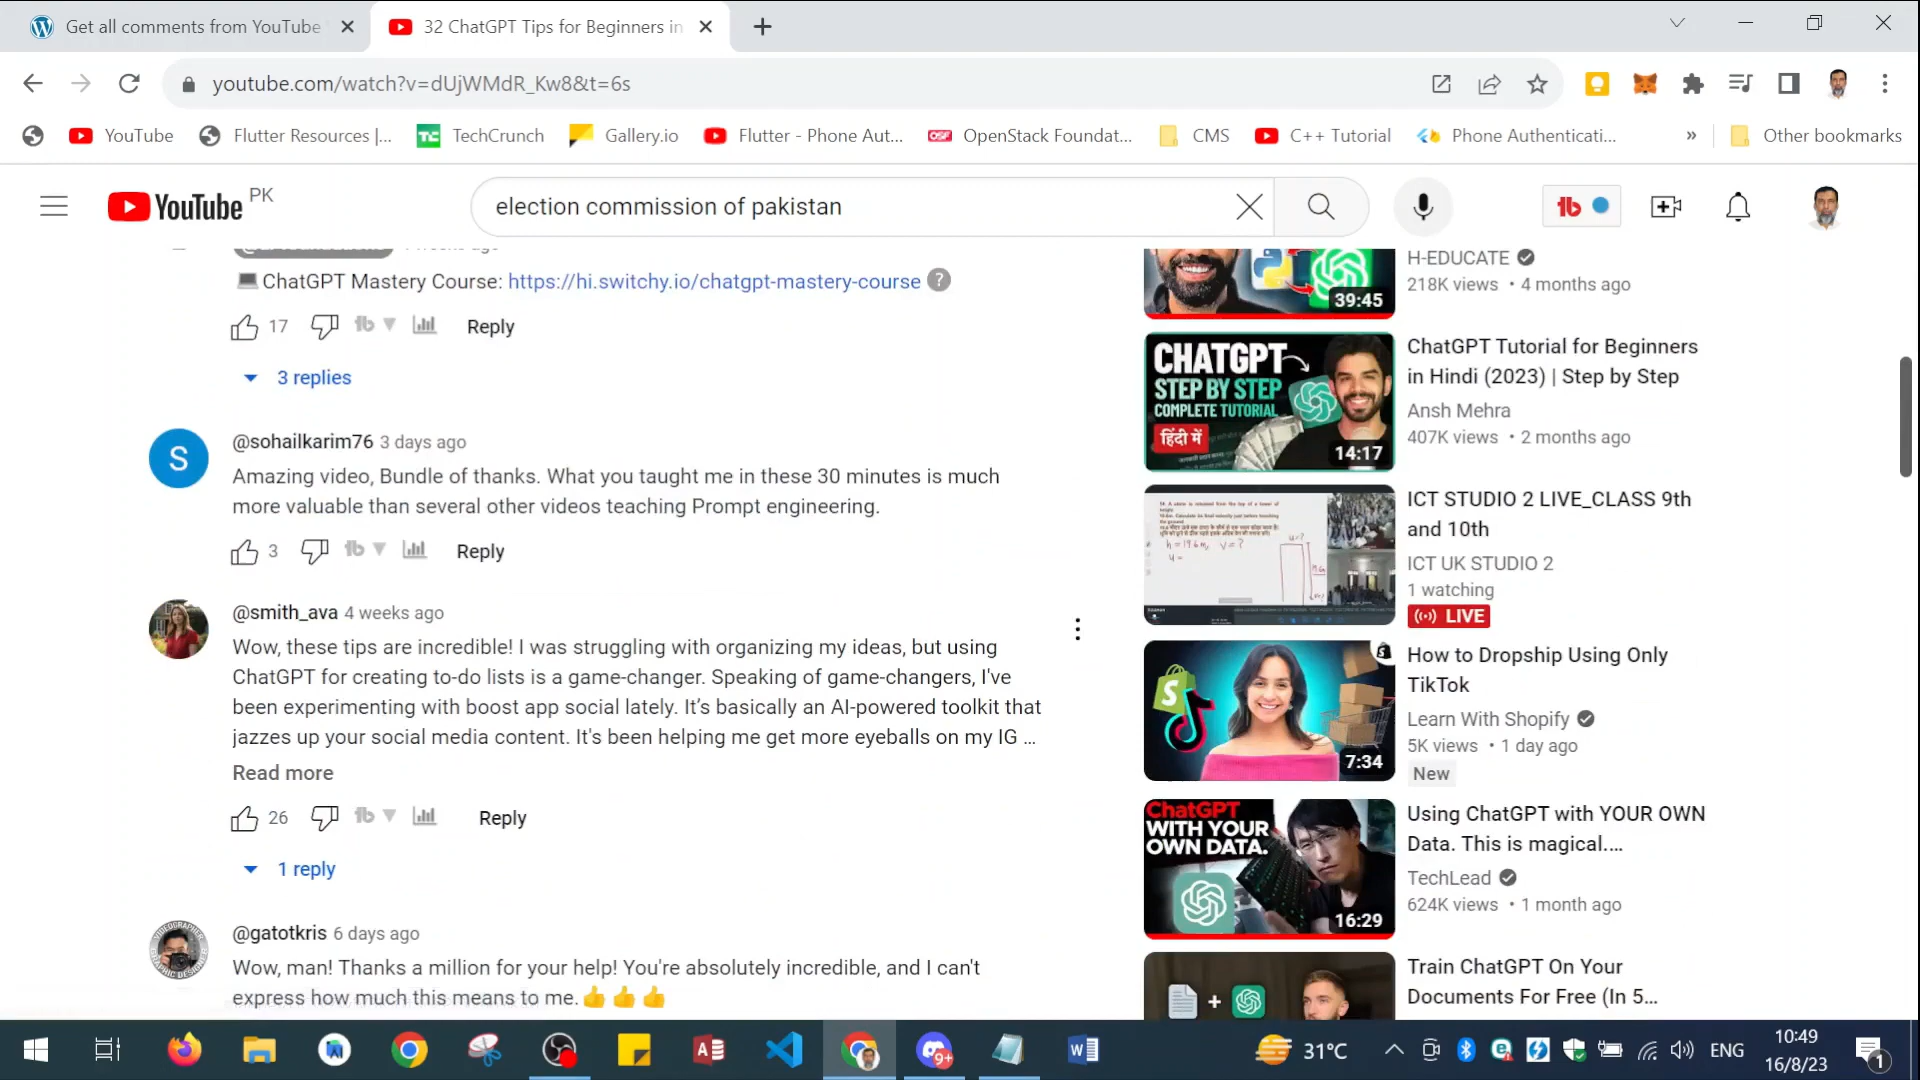 Get all comments from YouTube
32 ChatGPT Tips for Beginners in
youtube.com/watch?v=dUjWMdR_Kw8&t=6s
YouTube
Flutter Resources |...
TechCrunch
Gallery.io
Flutter - Phone Aut...
OpenStack Foundat...
CMS
C++ Tutorial
Phone Authenticati...
»
Other bookmarks
YouTube PK
election commission of pakistan
💻ChatGPT Mastery Course: https://hi.switchy.io/chatgpt-mastery-course ?
17
Reply
3 replies
S
@sohailkarim76 3 days ago
Amazing video, Bundle of thanks. What you taught me in these 30 minutes is much
more valuable than several other videos teaching Prompt engineering.
3
Reply
@smith_ava 4 weeks ago
Wow, these tips are incredible! I was struggling with organizing my ideas, but using
ChatGPT for creating to-do lists is a game-changer. Speaking of game-changers, I've
been experimenting with boost app social lately. It’s basically an AI-powered toolkit that
jazzes up your social media content. It's been helping me get more eyeballs on my IG ...
Read more
26
Reply
1 reply
@gatotkris 6 days ago
Wow, man! Thanks a million for your help! You're absolutely incredible, and I can't
express how much this means to me.👍👍👍
39:45
H-EDUCATE
218K views • 4 months ago
CHATGPT
STEP BY STEP
COMPLETE TUTORIAL
हिंदी में
14:17
ChatGPT Tutorial for Beginners
in Hindi (2023) | Step by Step
Ansh Mehra
407K views • 2 months ago
ICT STUDIO 2 LIVE_CLASS 9th
and 10th
ICT UK STUDIO 2
1 watching
LIVE
7:34
How to Dropship Using Only
TikTok
Learn With Shopify
5K views • 1 day ago
New
ChatGPT
WITH YOUR
OWN DATA.
16:29
Using ChatGPT with YOUR OWN
Data. This is magical....
TechLead
624K views • 1 month ago
Train ChatGPT On Your
Documents For Free (In 5...
9+
31°C
ENG
10:49
16/8/23
1